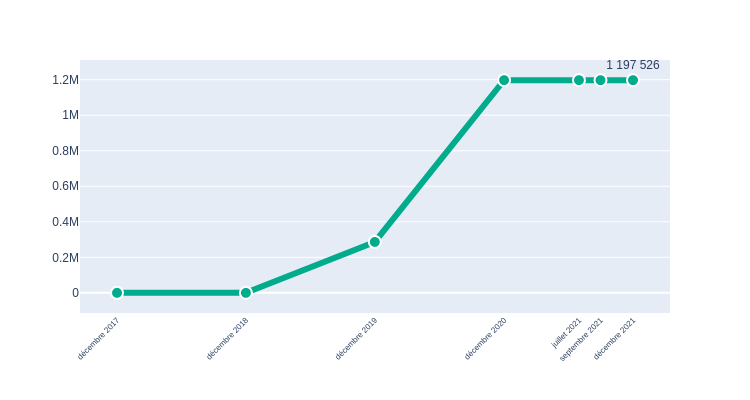 1 197 526
1.2M
1M
0.8M
0.6M
0.4M
0.2M
0
décembre 2017
décembre 2018
décembre 2019
décembre 2020
juillet 2021
septembre 2021
décembre 2021